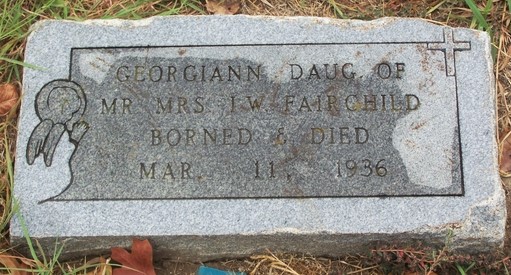 GEORGIANN DAUG. OF
MR MRS. J.W. FAIRCHILD
BORNED & DIED
MAR. 11, 1936